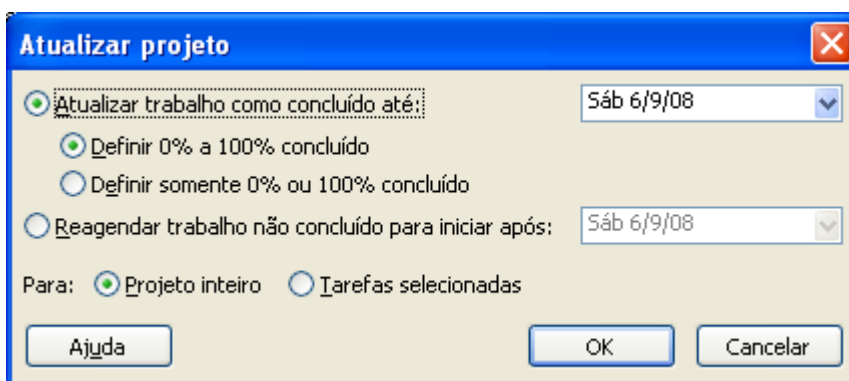 Atualizar projeto
Atualizar trabalho como concluído até: Sáb 6/9/08
Definir 0% a 100% concluído
Definir somente 0% ou 100% concluído
Reagendar trabalho não concluído para iniciar após: Sáb 6/9/08
Para: Projeto inteiro Tarefas selecionadas
Ajuda OK Cancelar